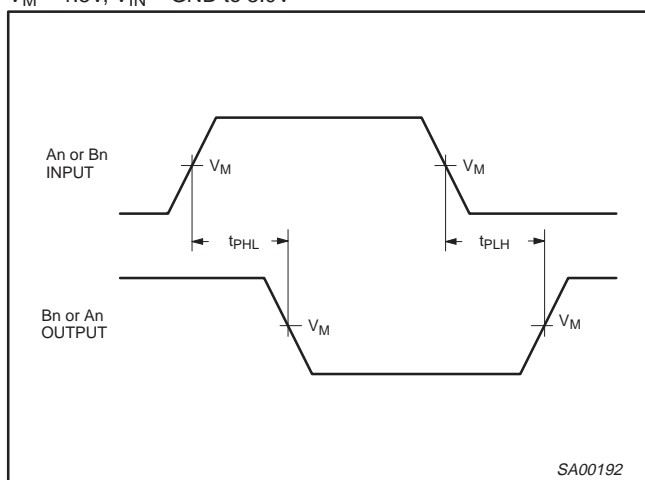 An or Bn
INPUT
VM
VM
tPHL
tPLH
Bn or An
OUTPUT
VM
VM
SA00192